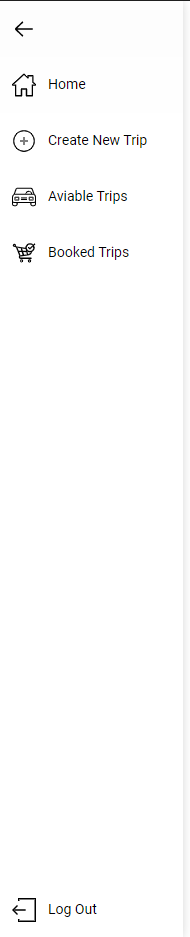 Home
Create New Trip
Aviable Trips
Booked Trips
Log Out